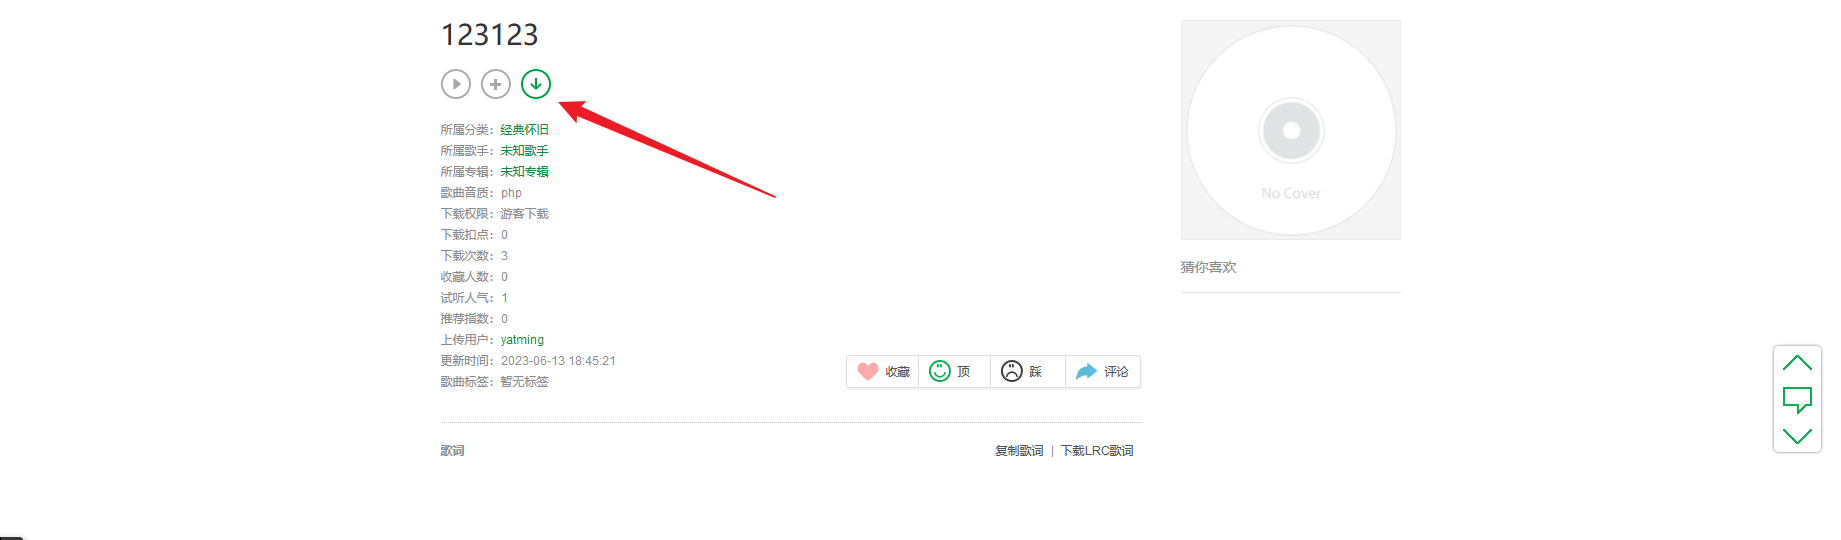 123123
所属分类：经典怀旧
所属歌手：未知歌手
所属专辑：未知专辑
歌曲音质：php
下载权限：游客下载
下载扣点：0
下载次数：3
收藏人数：0
试听人气：1
推荐指数：0
上传用户：yatming
更新时间：2023-06-13 18:45:21
歌曲标签：暂无标签
收藏 顶 踩 评论
歌词
复制歌词 | 下载LRC歌词
No Cover
猜你喜欢